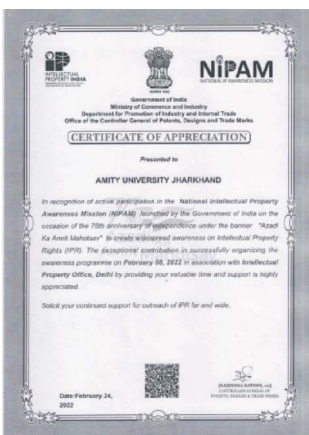 INTELLECTUAL
PROPERTY INDIA
NIPAM
NATIONAL IP AWARENESS MISSION
Government of India
Ministry of Commerce and Industry
Department for Promotion of Industry and Internal Trade
Office of the Controller General of Patents, Designs and Trade Marks
CERTIFICATE OF APPRECIATION
Presented to
AMITY UNIVERSITY JHARKHAND
In recognition of active participation in the National Intellectual Property
Awareness Mission (NIPAM) launched by the Government of India on the
occasion of the 75th anniversary of independence under the banner "Azadi
Ka Amrit Mahotsav" to create widespread awareness on Intellectual Property
Rights (IPR). The exceptional contribution in successfully organizing the
awareness programme on February 08, 2022 in association with Intellectual
Property Office, Delhi by providing your valuable time and support is highly
appreciated.
Solicit your continued support for outreach of IPR far and wide.
Date:February 24,
2022
CONTROLLER GENERAL OF
PATENTS, DESIGNS & TRADE MARKS